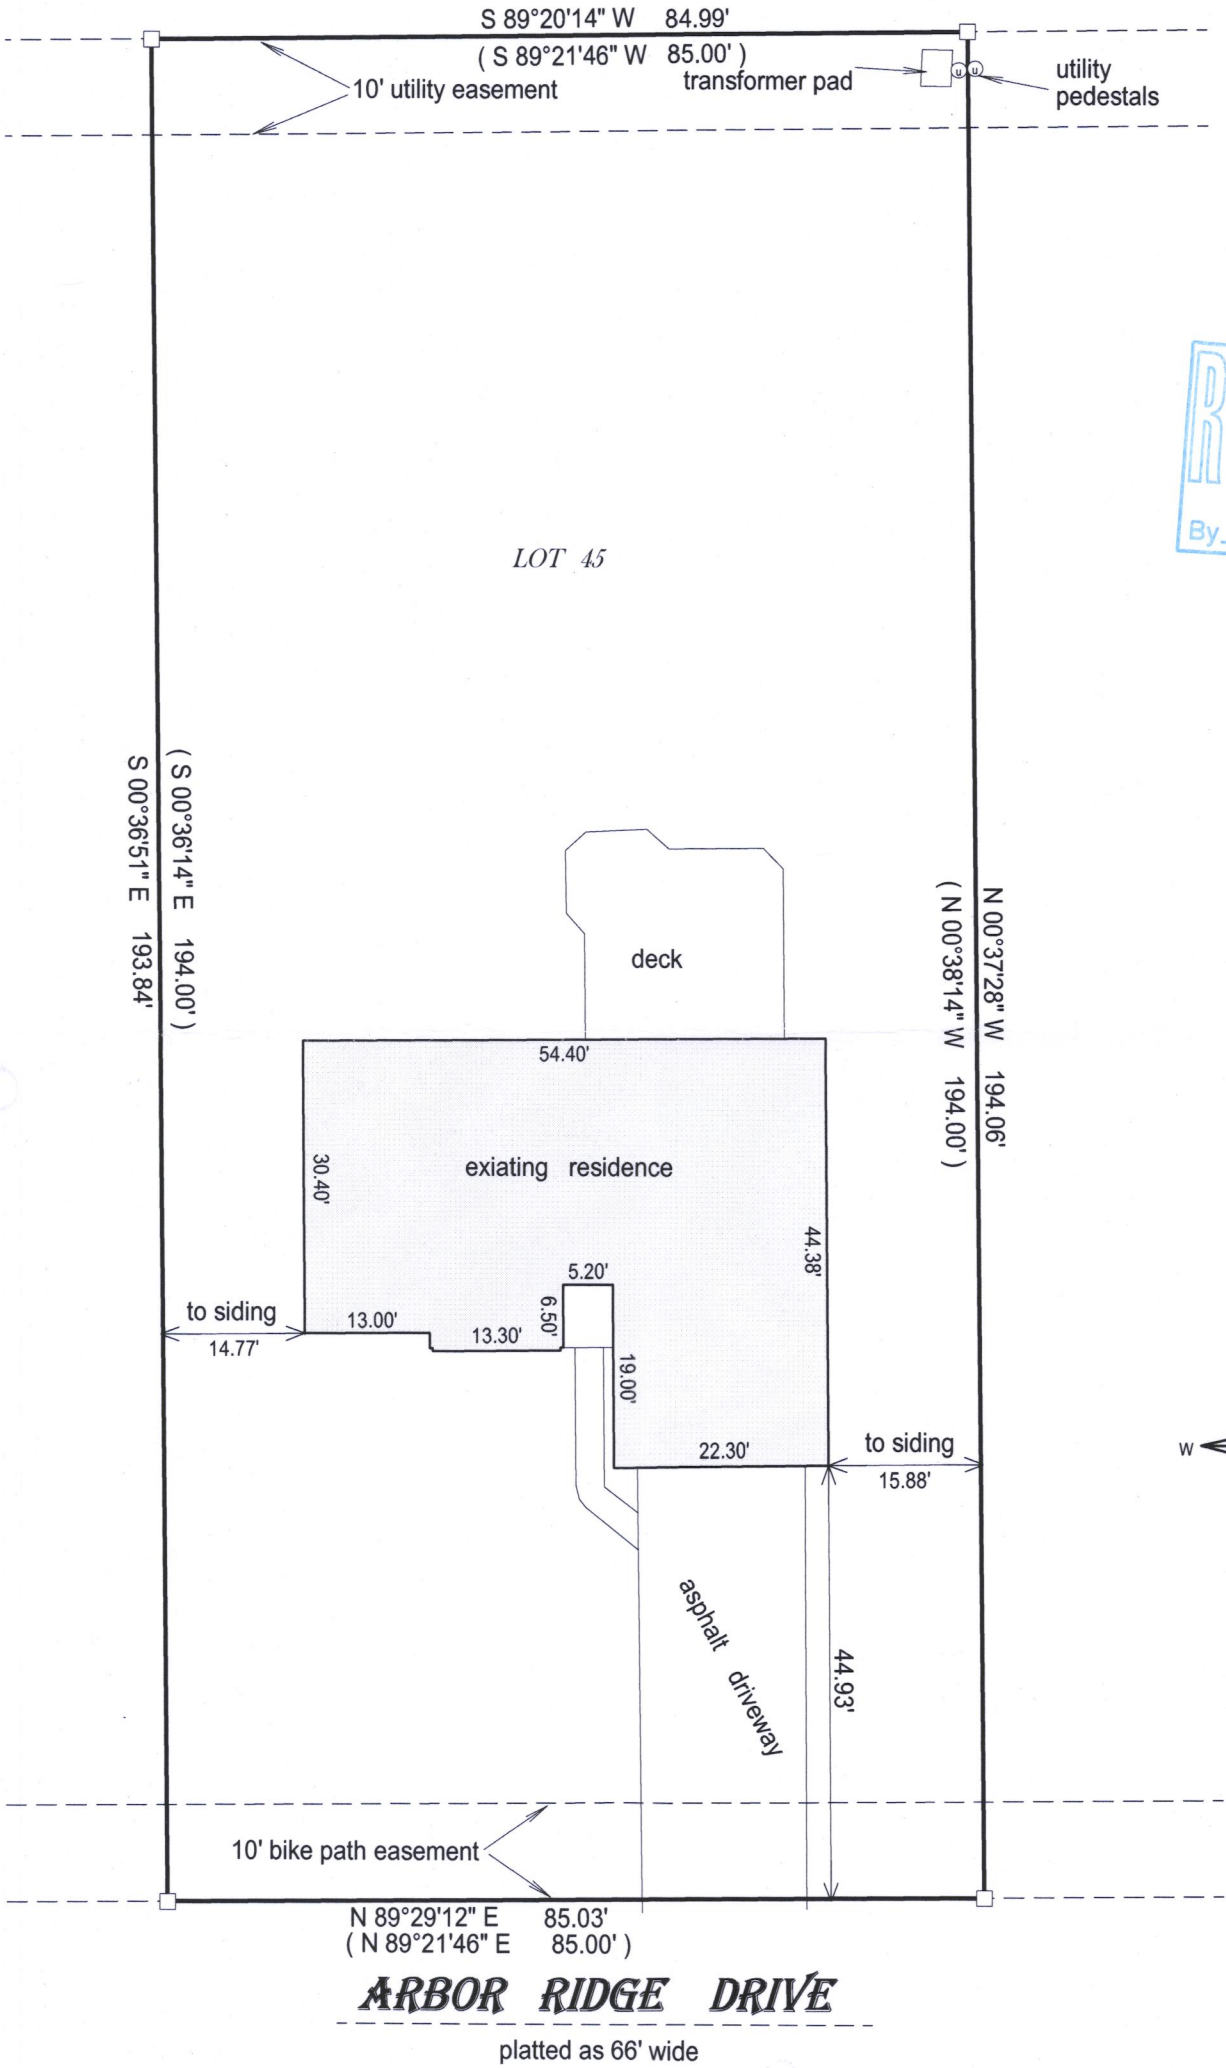 S 89°20'14" W 84.99'
( S 89°21'46" W 85.00' )
10' utility easement
transformer pad
U U
utility
pedestals
By
LOT 45
( S 00°36'14" E 194.00' )
S 00°36'51" E 193.84'
N 00°37'28" W 194.06'
( N 00°38'14" W 194.00' )
deck
54.40'
exiating residence
30.40'
44.38'
5.20'
6.50'
to siding
14.77'
13.00'
13.30'
19.00'
22.30'
to siding
15.88'
W
asphalt driveway
44.93'
10' bike path easement
N 89°29'12" E 85.03'
( N 89°21'46" E 85.00' )
ARBOR RIDGE DRIVE
platted as 66' wide